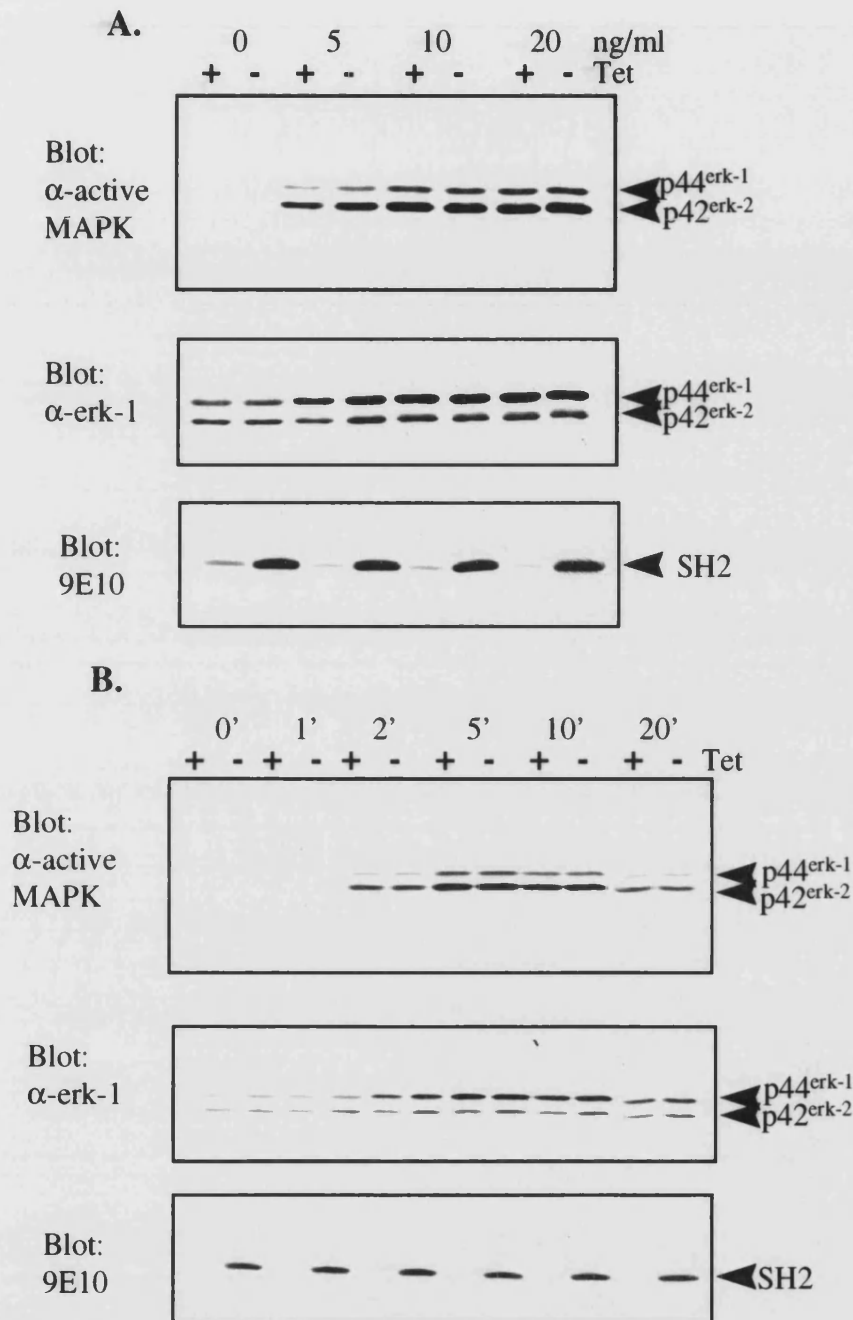 A.
0 5 10 20 ng/ml
+ - + - + - + - Tet
Blot:
α-active
MAPK
p44erk-1
p42erk-2
Blot:
α-erk-1
p44erk-1
p42erk-2
Blot:
9E10
SH2
B.
0' 1' 2' 5' 10' 20'
+ - + - + - + - + - + - Tet
Blot:
α-active
MAPK
p44erk-1
p42erk-2
Blot:
α-erk-1
p44erk-1
p42erk-2
Blot:
9E10
SH2